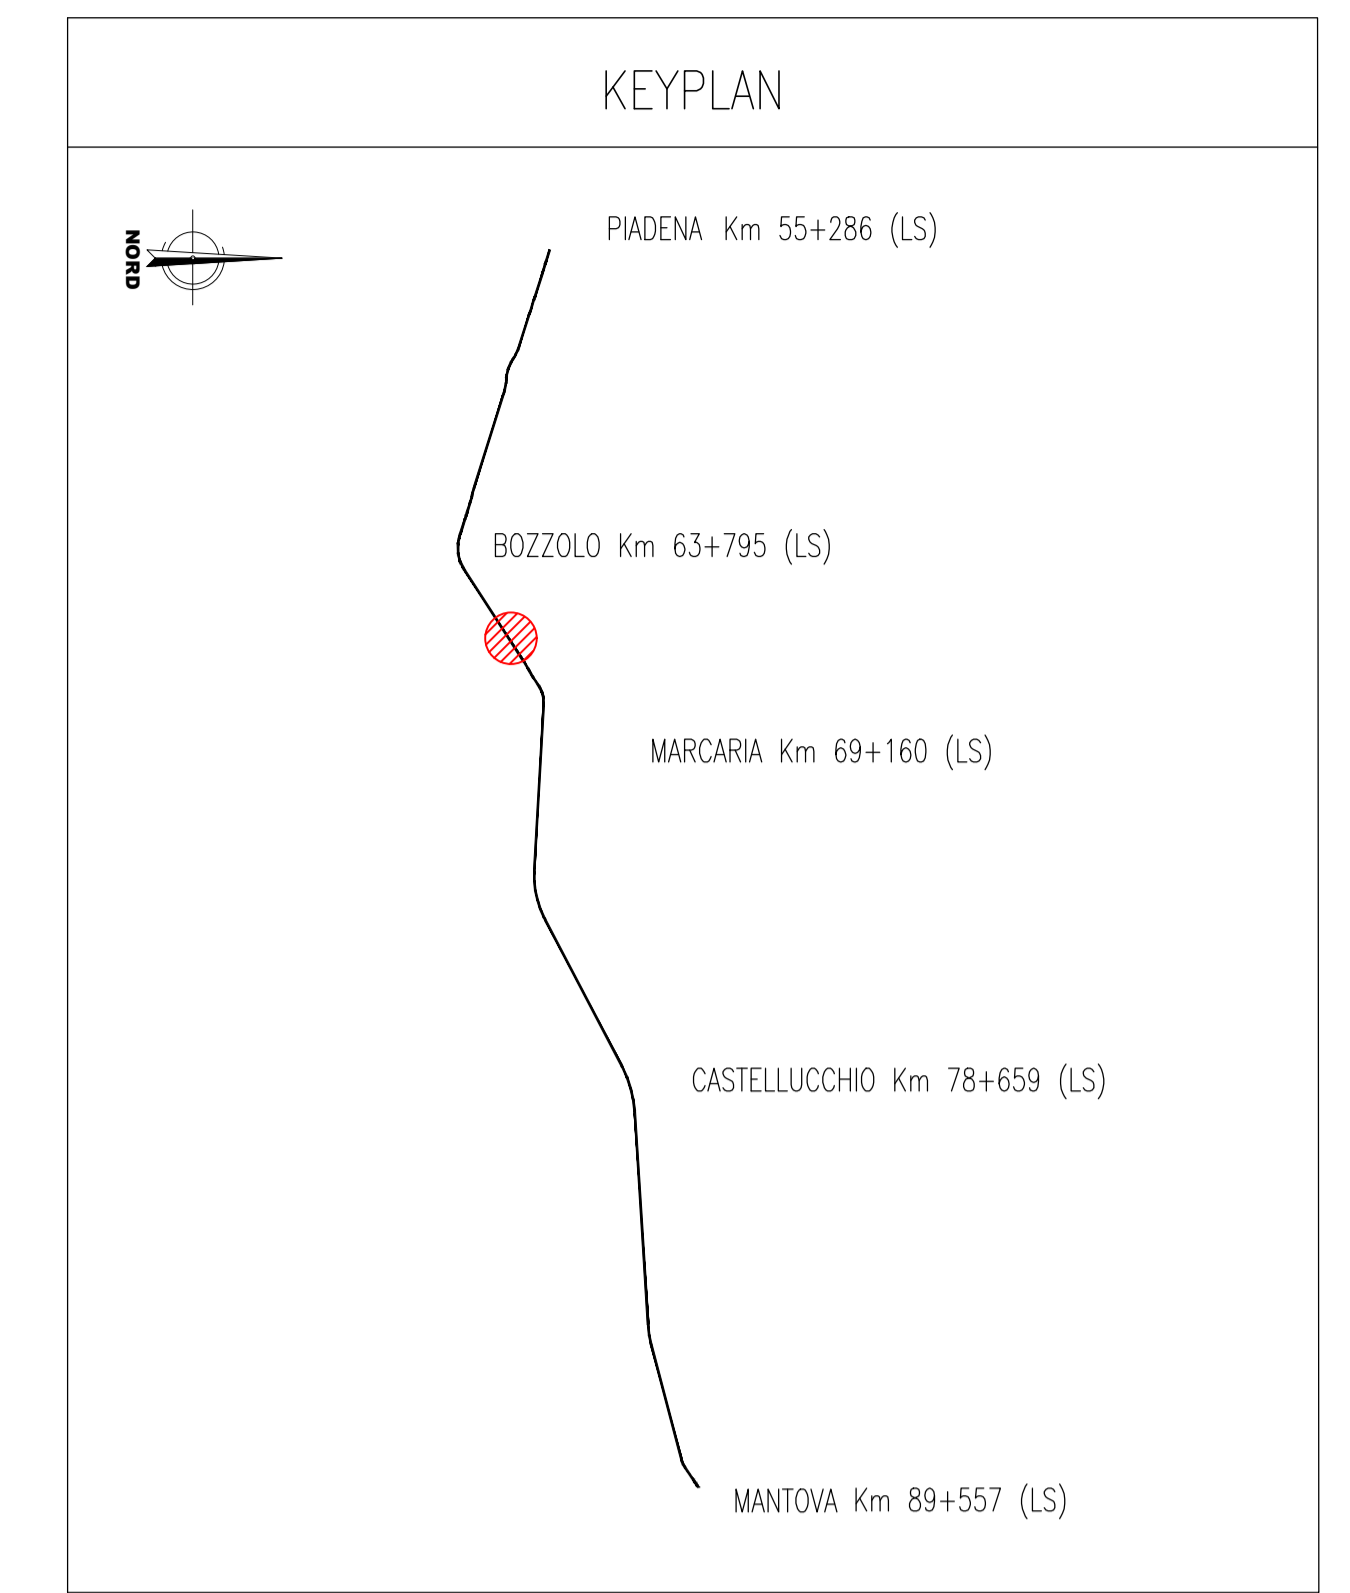 KEYPLAN
NORD
PIADENA Km 55+286 (LS)
BOZZOLO Km 63+795 (LS)
MARCARIA Km 69+160 (LS)
CASTELLUCCHIO Km 78+659 (LS)
MANTOVA Km 89+557 (LS)